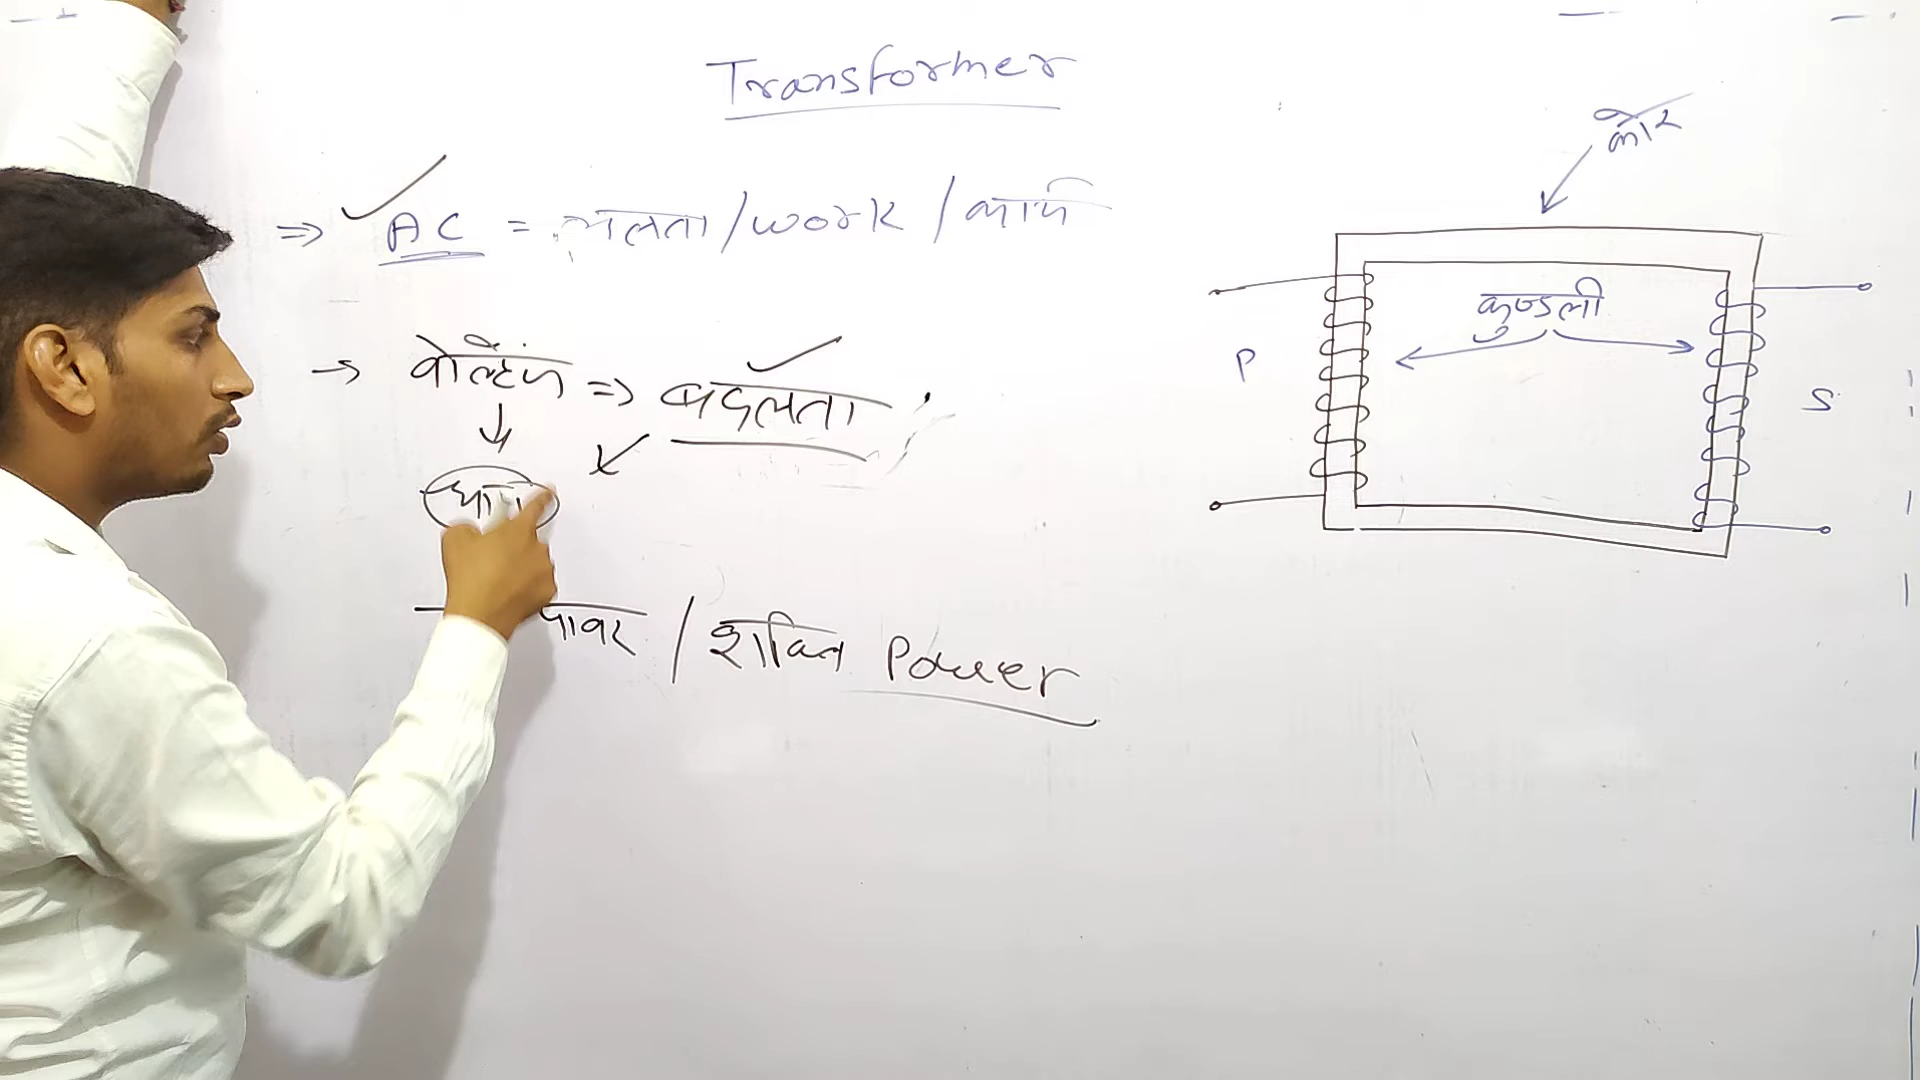 Transformer
कोर
⇒ AC = चलता / work / कार्य
कुण्डली
→ वोल्टेज ⇒ बदलता
P
S
पावर / शक्ति Power